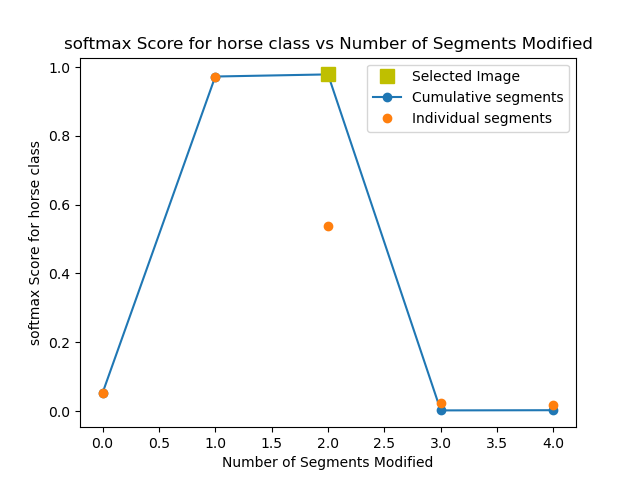 softmax Score for horse class vs Number of Segments Modified
1.0
0.8
0.6
0.4
0.2
0.0
softmax Score for horse class
Selected Image
Cumulative segments
Individual segments
0.0 0.5 1.0 1.5 2.0 2.5 3.0 3.5 4.0
Number of Segments Modified